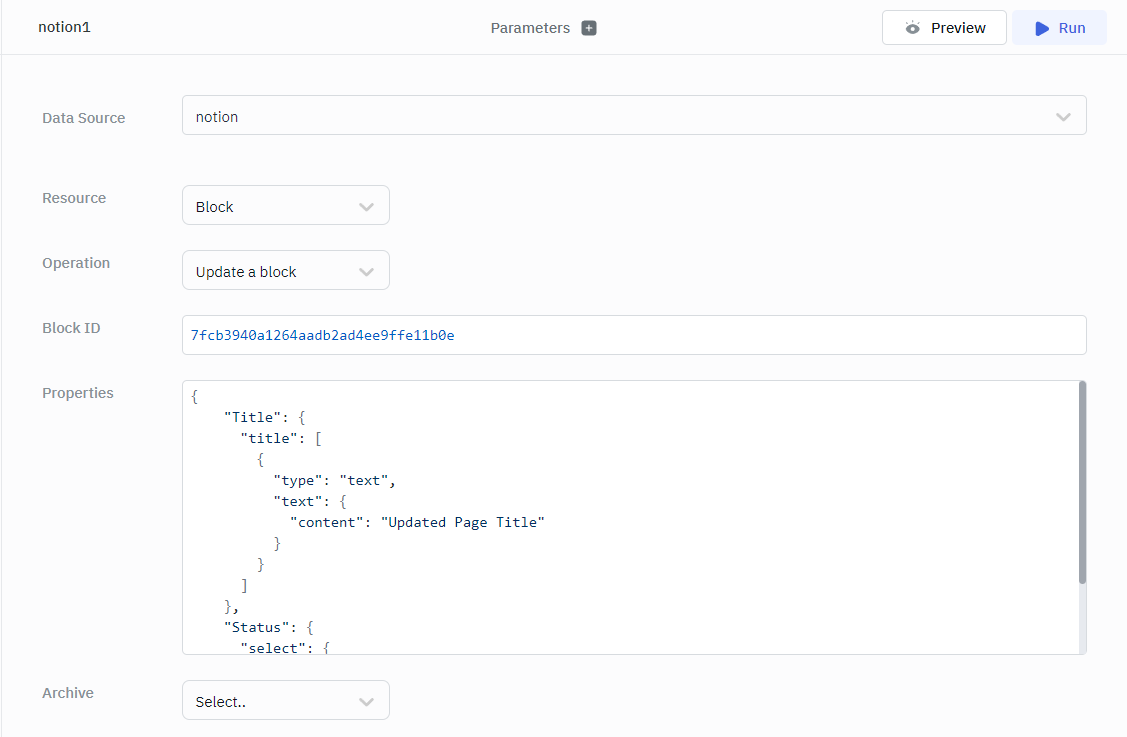 notion1
Parameters +
Preview
Run
Data Source
notion
Resource
Block
Operation
Update a block
Block ID
7fcb3940a1264aadb2ad4ee9ffe11b0e
Properties
{
"Title": {
"title": [
{
"type": "text",
"text": {
"content": "Updated Page Title"
}
}
]
},
"Status": {
"select": {
Archive
Select..